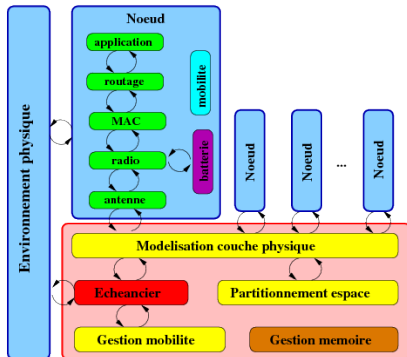 Noeud
Environnement physique
application
routage
MAC
radio
antenne
mobilite
batterie
Noeud
Noeud
...
Noeud
Modelisation couche physique
Echeancier
Partitionnement espace
Gestion mobilite
Gestion memoire